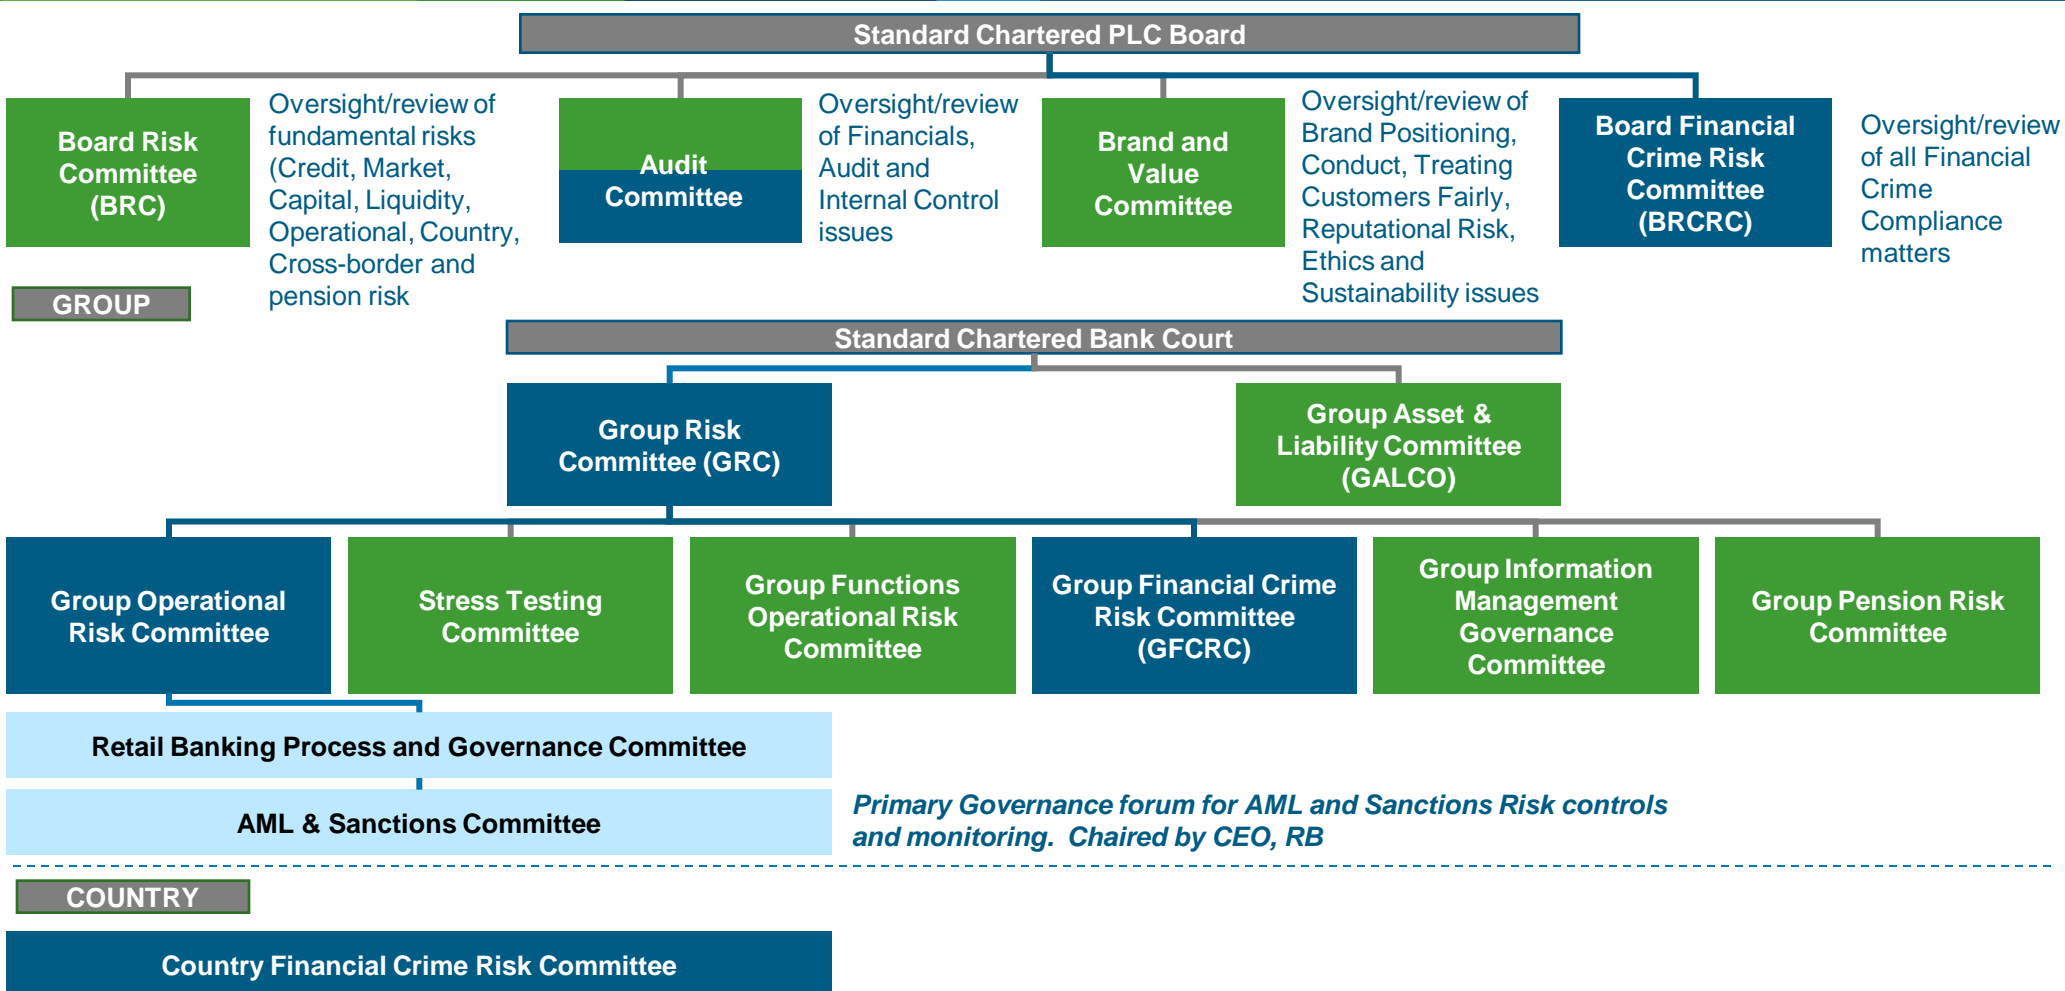 Standard Chartered PLC Board
Board Risk
Committee
(BRC)
Oversight/review of
fundamental risks
(Credit, Market,
Capital, Liquidity,
Operational, Country,
Cross-border and
pension risk
Audit
Committee
Oversight/review
of Financials,
Audit and
Internal Control
issues
Brand and
Value
Committee
Oversight/review of
Brand Positioning,
Conduct, Treating
Customers Fairly,
Reputational Risk,
Ethics and
Sustainability issues
Board Financial
Crime Risk
Committee
(BRCRC)
Oversight/review
of all Financial
Crime
Compliance
matters
GROUP
Standard Chartered Bank Court
Group Risk
Committee (GRC)
Group Asset &
Liability Committee
(GALCO)
Group Operational
Risk Committee
Stress Testing
Committee
Group Functions
Operational Risk
Committee
Group Financial Crime
Risk Committee
(GFCRC)
Group Information
Management
Governance
Committee
Group Pension Risk
Committee
Retail Banking Process and Governance Committee
AML & Sanctions Committee
Primary Governance forum for AML and Sanctions Risk controls
and monitoring.  Chaired by CEO, RB
COUNTRY
Country Financial Crime Risk Committee